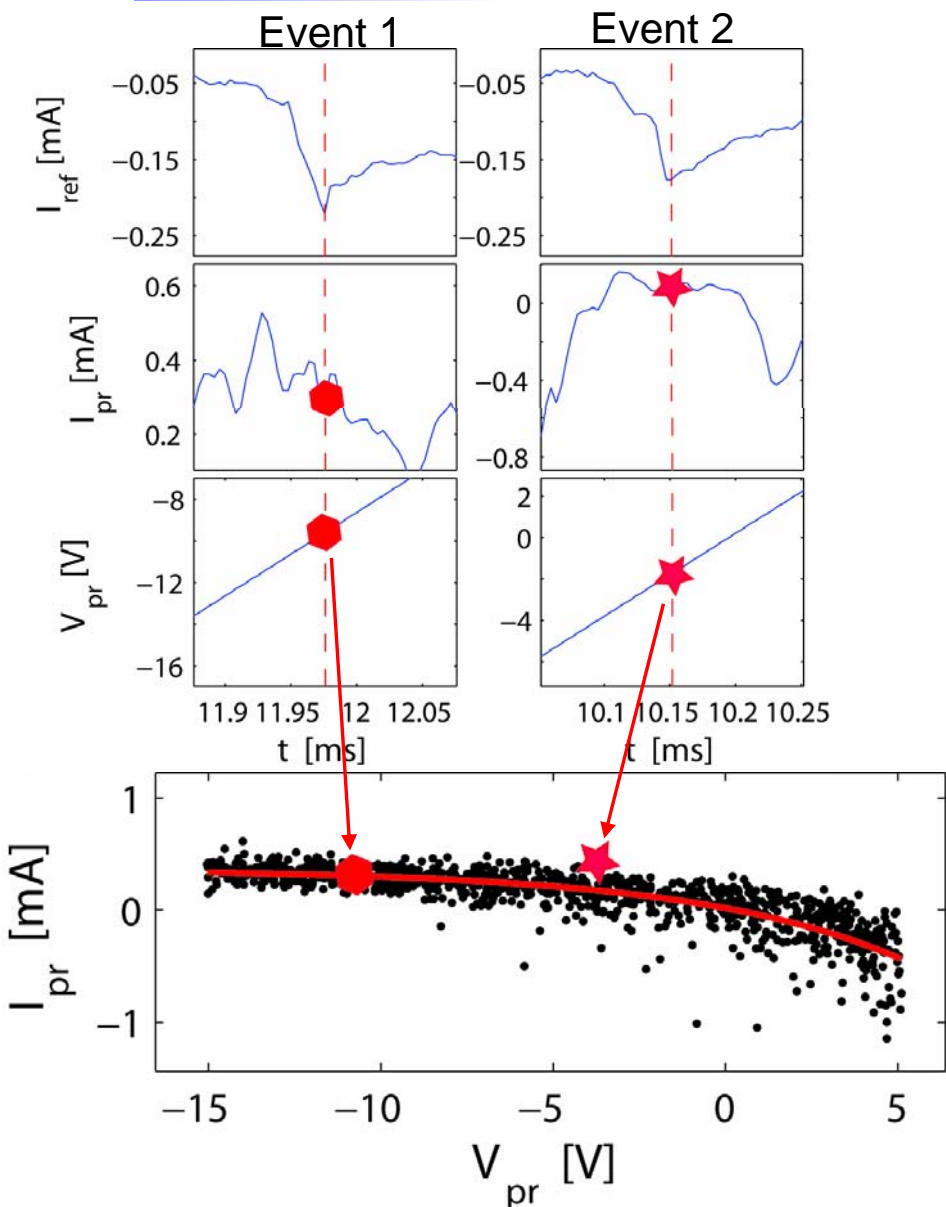 Event 1
Event 2
I_ref [mA]
−0.05
−0.15
−0.25
−0.05
−0.15
−0.25
I_pr [mA]
0.6
0.4
0.2
0
−0.4
−0.8
V_pr [V]
−8
−12
−16
2
0
−4
11.9 11.95 12 12.05
10.1 10.15 10.2 10.25
t [ms]
t [ms]
I_pr [mA]
1
0
−1
−15 −10 −5 0 5
V_pr [V]